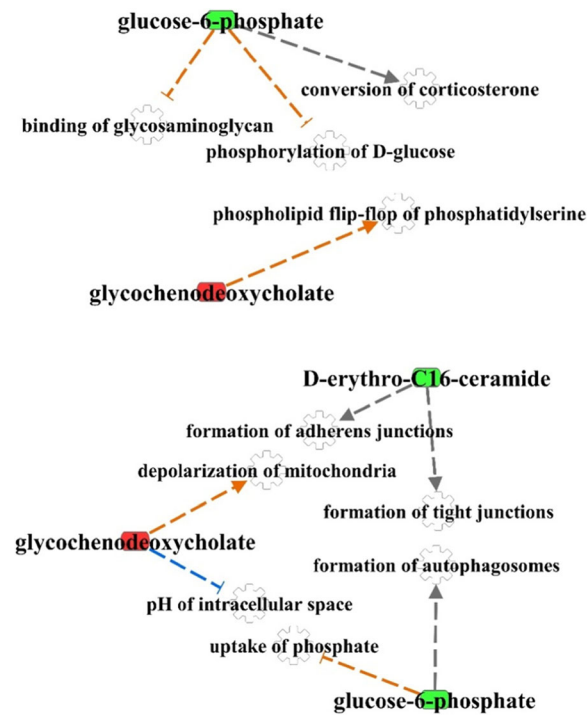 glucose-6-phosphate
conversion of corticosterone
binding of glycosaminoglycan
phosphorylation of D-glucose
phospholipid flip-flop of phosphatidylserine
glycochenodeoxycholate
D-erythro-C16-ceramide
formation of adherens junctions
depolarization of mitochondria
formation of tight junctions
glycochenodeoxycholate
formation of autophagosomes
pH of intracellular space
uptake of phosphate
glucose-6-phosphate